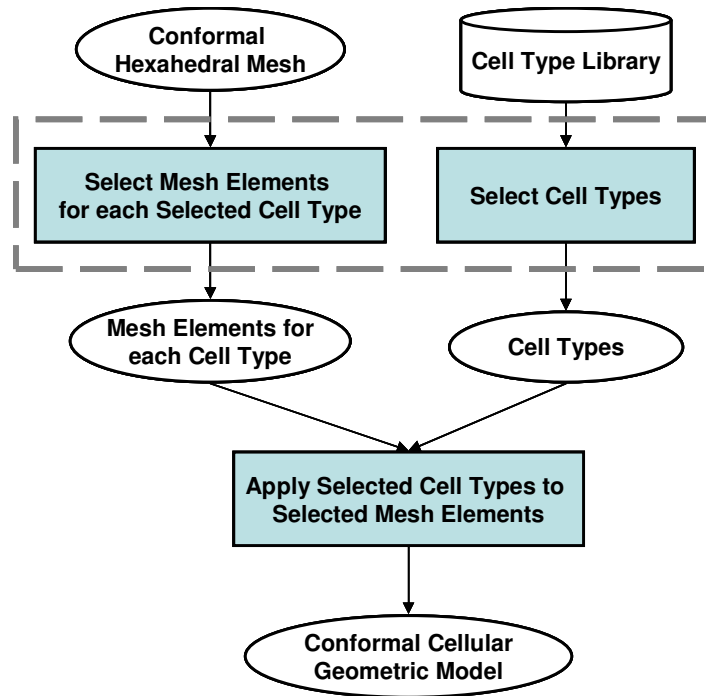 Conformal
Hexahedral Mesh
Cell Type Library
Select Mesh Elements
for each Selected Cell Type
Select Cell Types
Mesh Elements for
each Cell Type
Cell Types
Apply Selected Cell Types to
Selected Mesh Elements
Conformal Cellular
Geometric Model